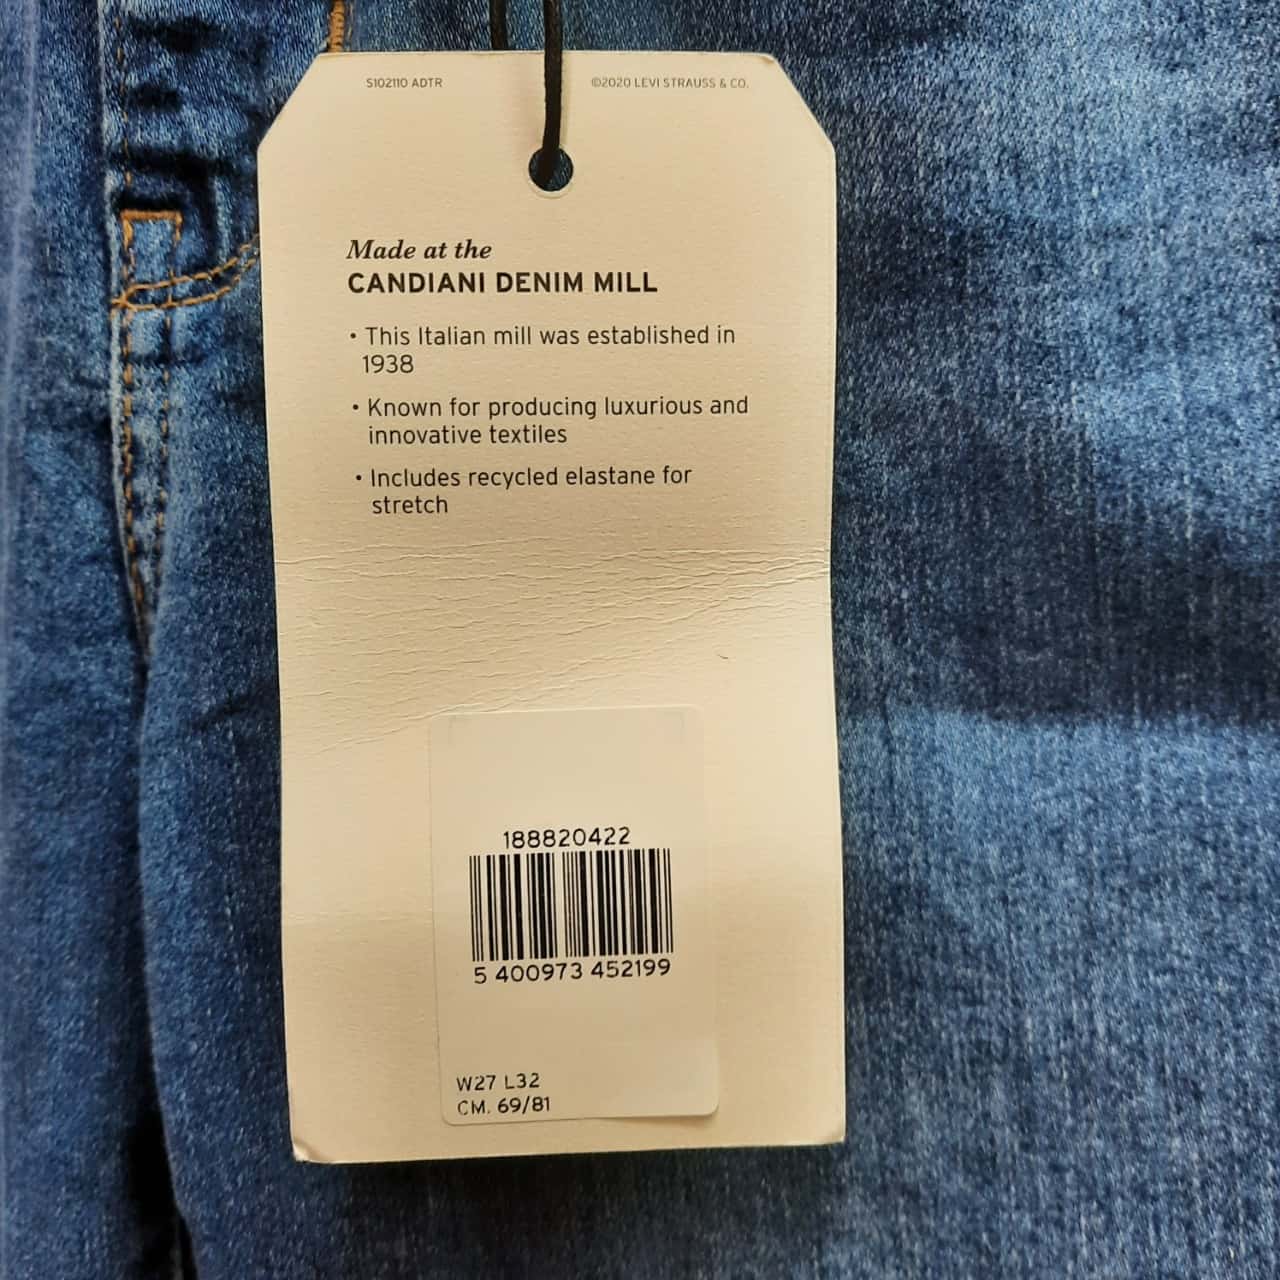 S102110 ADTR
©2020 LEVI STRAUSS & CO.
Made at the
CANDIANI DENIM MILL
• This Italian mill was established in
1938
• Known for producing luxurious and
innovative textiles
• Includes recycled elastane for
stretch
188820422
5 400973 452199
W27 L32
CM. 69/81